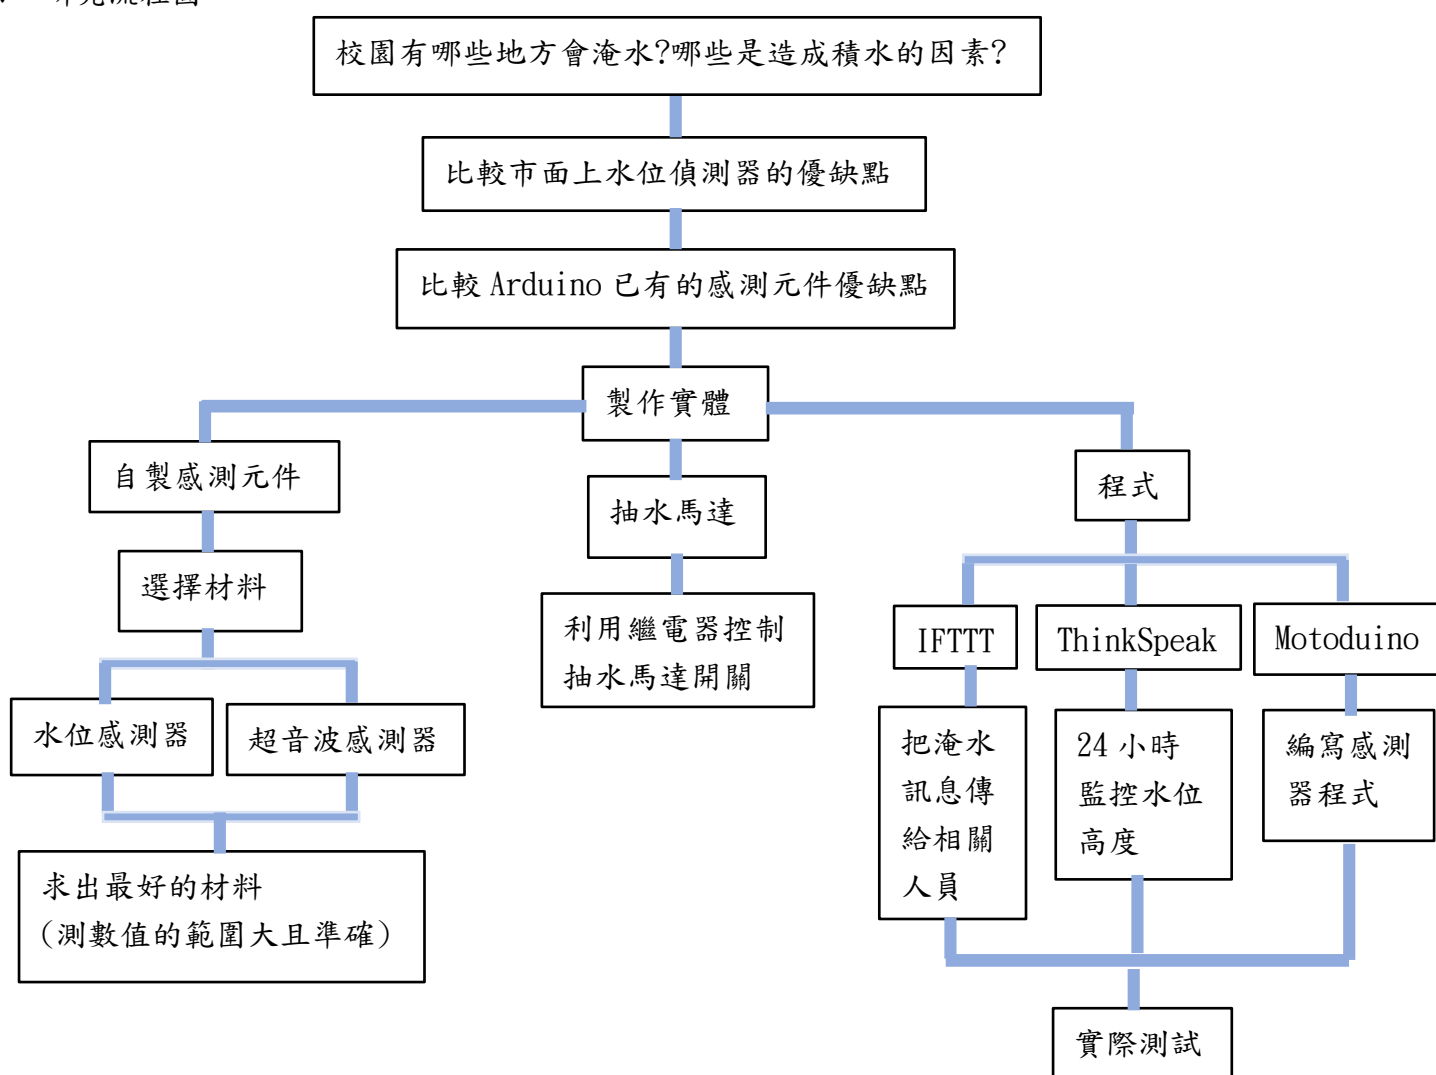 校園有哪些地方會淹水?哪些是造成積水的因素?
比較市面上水位偵測器的優缺點
比較 Arduino 已有的感測元件優缺點
製作實體
自製感測元件
抽水馬達
程式
選擇材料
利用繼電器控制
抽水馬達開關
IFTTT
ThinkSpeak
Motoduino
水位感測器
超音波感測器
把淹水
訊息傳
給相關
人員
24 小時
監控水位
高度
編寫感測
器程式
求出最好的材料
(測數值的範圍大且準確)
實際測試